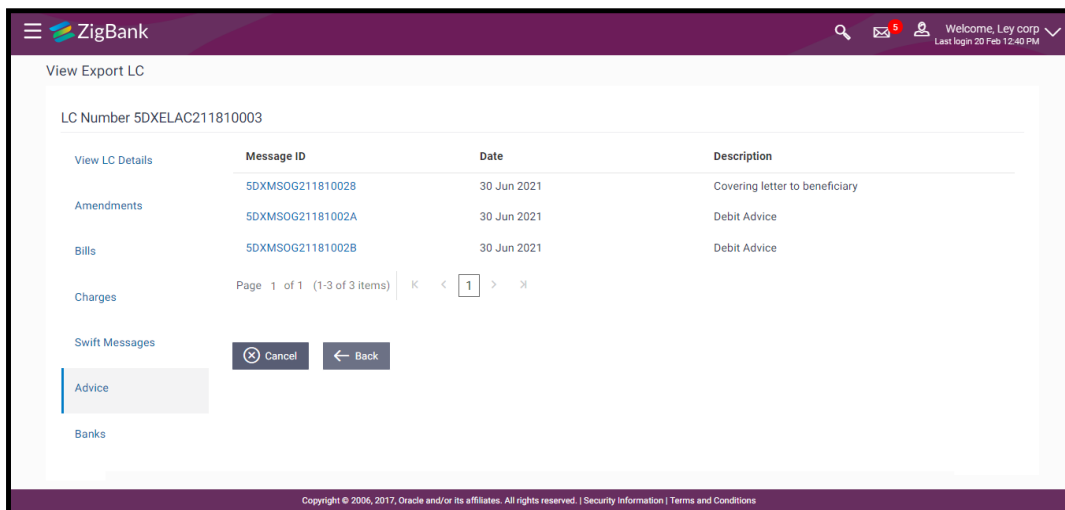 ZigBank
5
Welcome, Ley corp
Last login 20 Feb 12:40 PM
View Export LC
LC Number 5DXELAC211810003
View LC Details
Amendments
Bills
Charges
Swift Messages
Advice
Banks
Message ID Date Description
5DXMSOG211810028 30 Jun 2021 Covering letter to beneficiary
5DXMSOG21181002A 30 Jun 2021 Debit Advice
5DXMSOG21181002B 30 Jun 2021 Debit Advice
Page 1 of 1 (1-3 of 3 items) 1
Cancel Back
Copyright © 2006, 2017, Oracle and/or its affiliates. All rights reserved. | Security Information | Terms and Conditions